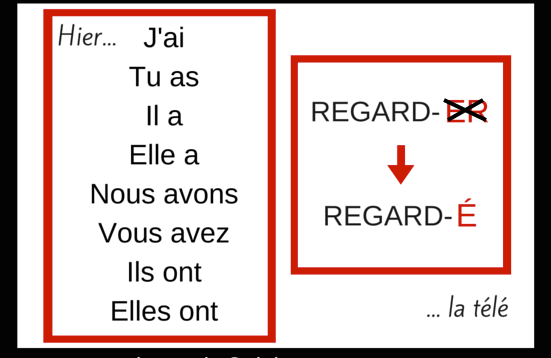 Hier... J'ai
Tu as
Il a
Elle a
Nous avons
Vous avez
Ils ont
Elles ont
REGARD- ER
REGARD-É
... la télé